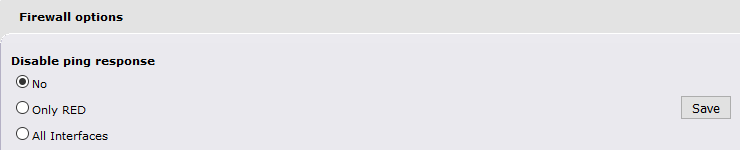 Firewall options
Disable ping response
No
Only RED
Save
All Interfaces